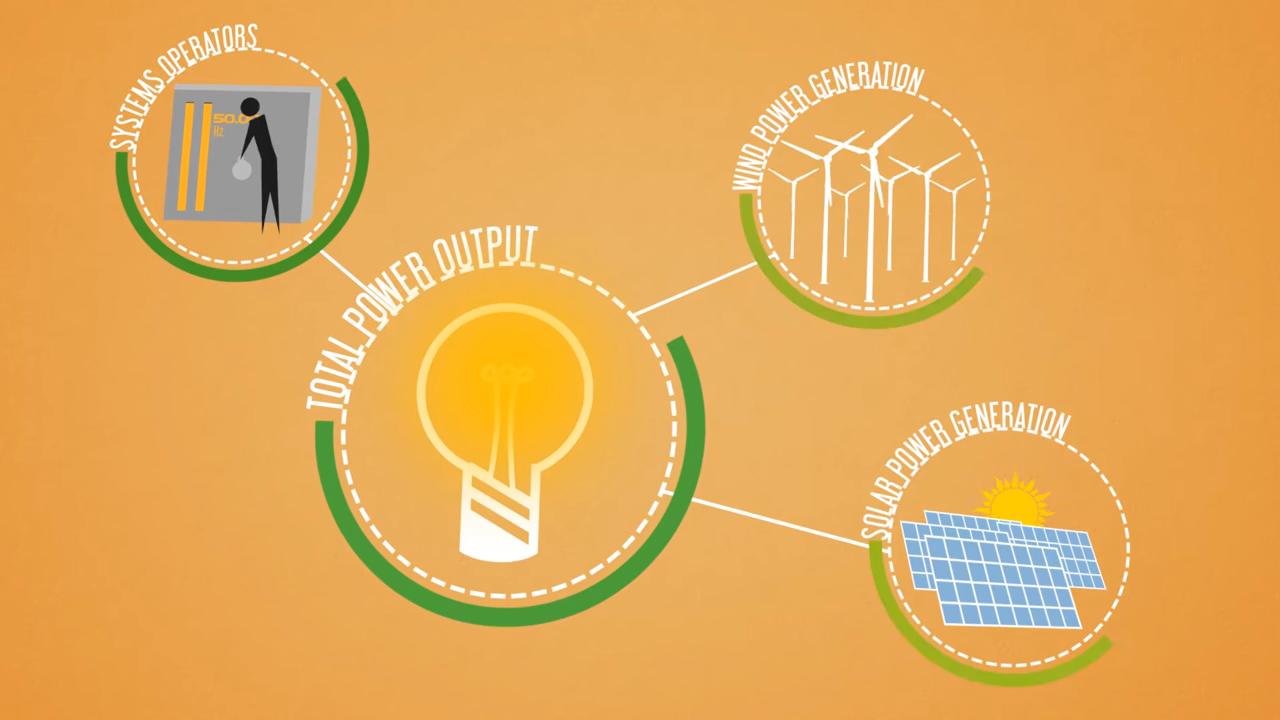 SYSTEMS OPERATORS
50.0
Hz
WIND POWER GENERATION
TOTAL POWER OUTPUT
SOLAR POWER GENERATION